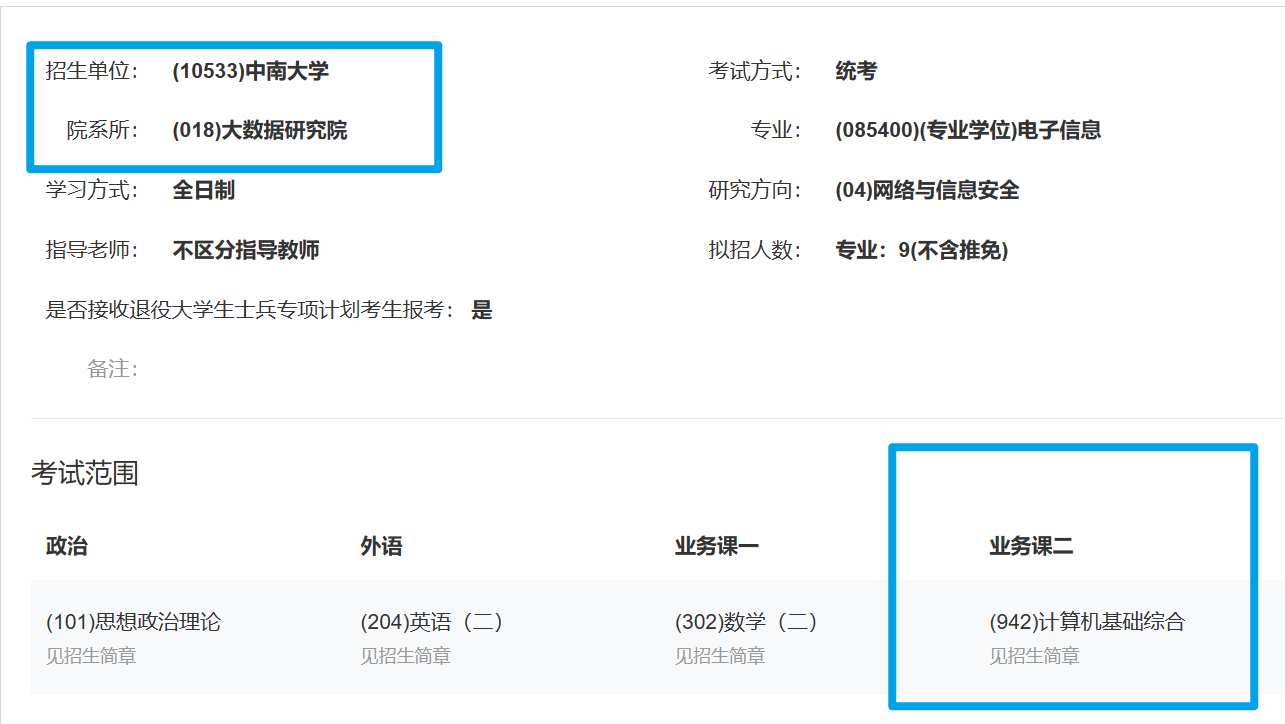 招生单位： (10533)中南大学 考试方式： 统考
院系所： (018)大数据研究院 专业： (085400)(专业学位)电子信息
学习方式： 全日制 研究方向： (04)网络与信息安全
指导老师： 不区分指导教师 拟招人数： 专业：9(不含推免)
是否接收退役大学生士兵专项计划考生报考： 是
备注：
考试范围
政治 外语 业务课一 业务课二
(101)思想政治理论 (204)英语（二） (302)数学（二） (942)计算机基础综合
见招生简章 见招生简章 见招生简章 见招生简章